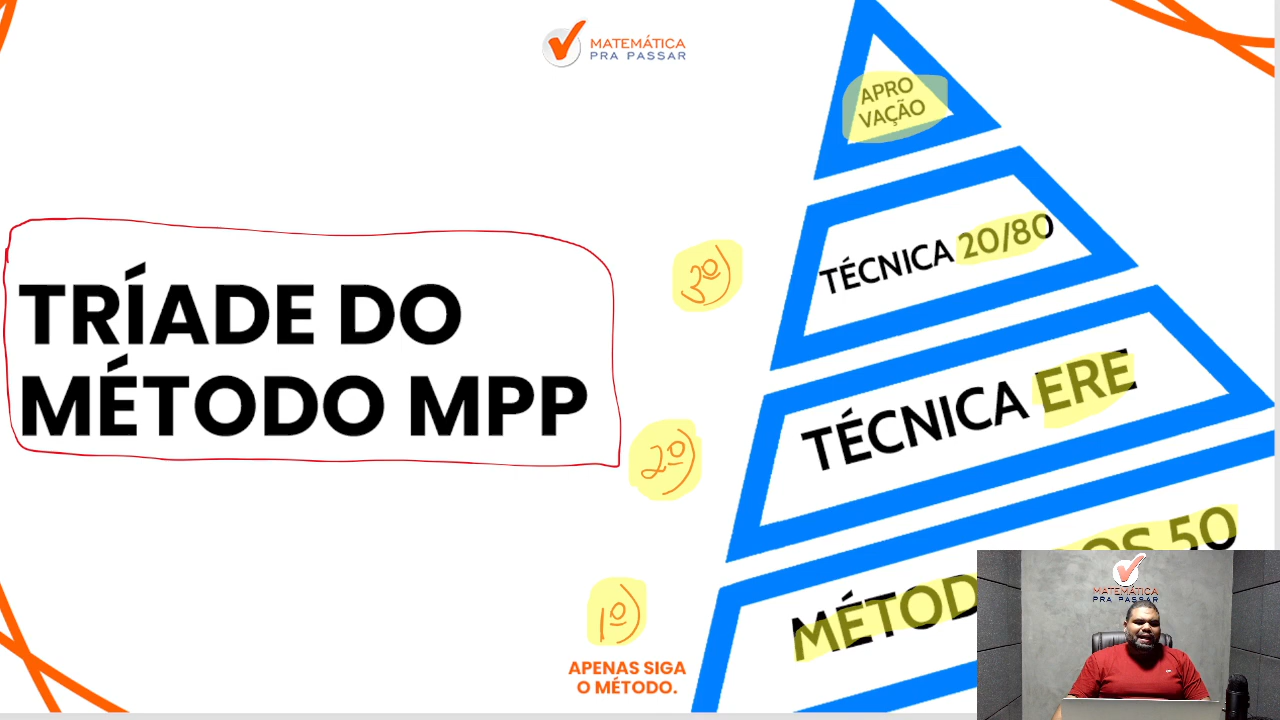 MATEMÁTICA
PRA PASSAR
APRO
VAÇÃO
TÉCNICA 20/80
3º)
TRÍADE DO
MÉTODO MPP
TÉCNICA ERE
2º)
50
1º)
APENAS SIGA
O MÉTODO.
MATEMÁTICA
PRA PASSAR